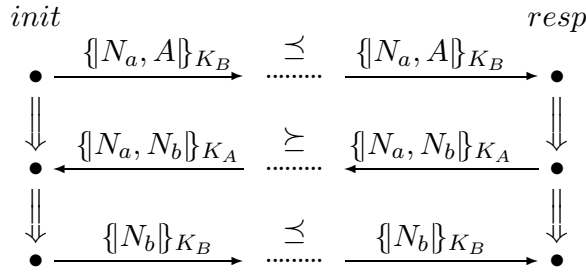 init resp
{|N_a, A|}_{K_B} ⪯ {|N_a, A|}_{K_B}
{|N_a, N_b|}_{K_A} ⪰ {|N_a, N_b|}_{K_A}
{|N_b|}_{K_B} ⪯ {|N_b|}_{K_B}